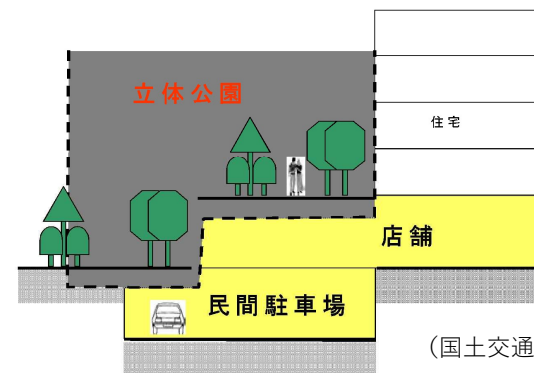 立体公園
住宅
店舗
民間駐車場
(国土交通